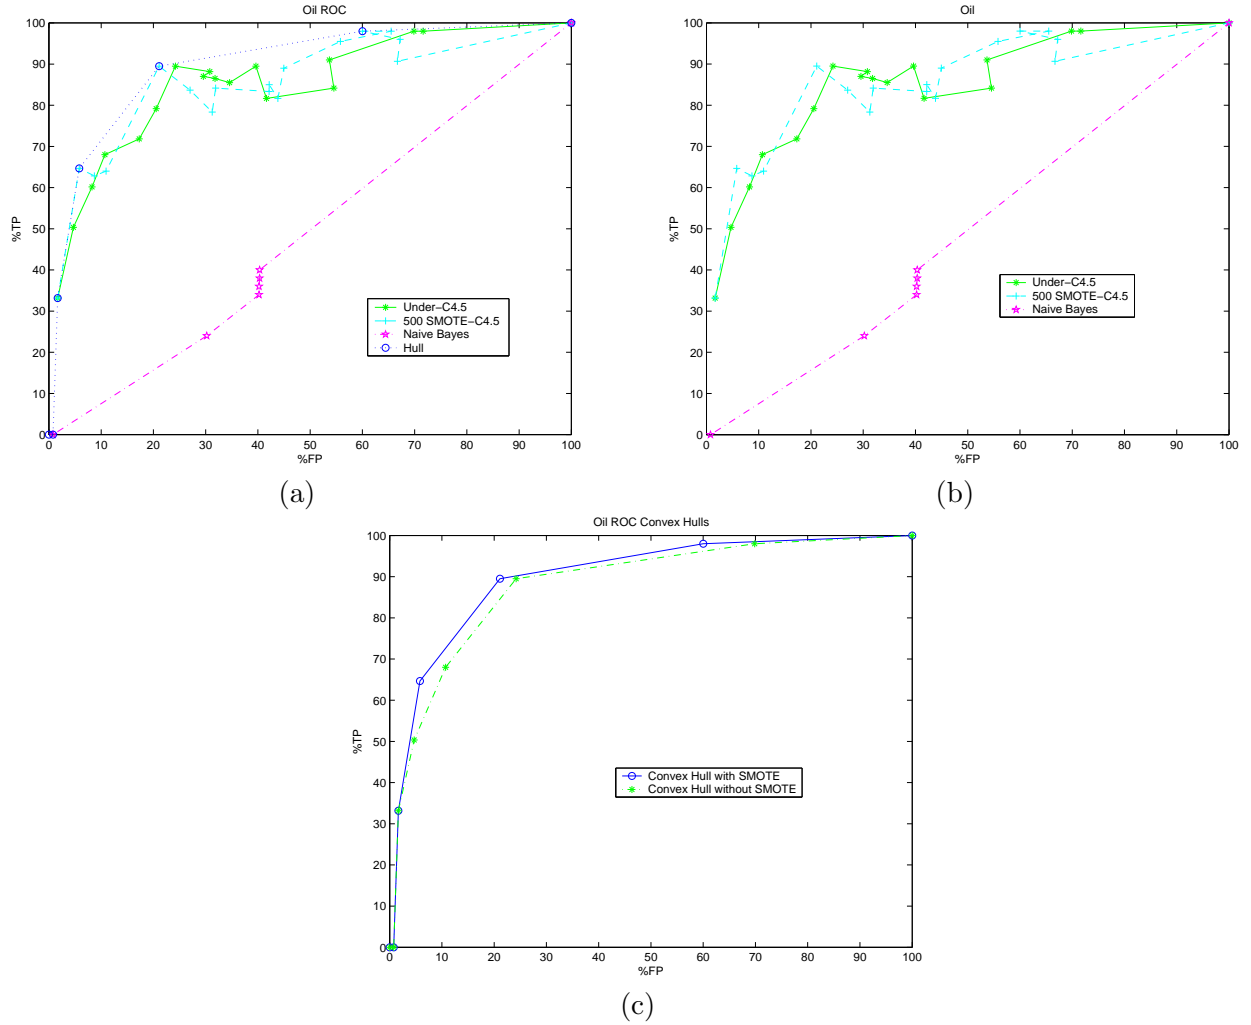 Oil ROC
100
90
80
70
60
50
40
30
20
10
0
%TP
0 10 20 30 40 50 60 70 80 90 100
%FP
Under-C4.5
500 SMOTE-C4.5
Naive Bayes
Hull
(a)
Oil
100
90
80
70
60
50
40
30
20
10
0
%TP
0 10 20 30 40 50 60 70 80 90 100
%FP
Under-C4.5
500 SMOTE-C4.5
Naive Bayes
(b)
Oil ROC Convex Hulls
100
90
80
70
60
50
40
30
20
10
0
%TP
0 10 20 30 40 50 60 70 80 90 100
%FP
Convex Hull with SMOTE
Convex Hull without SMOTE
(c)